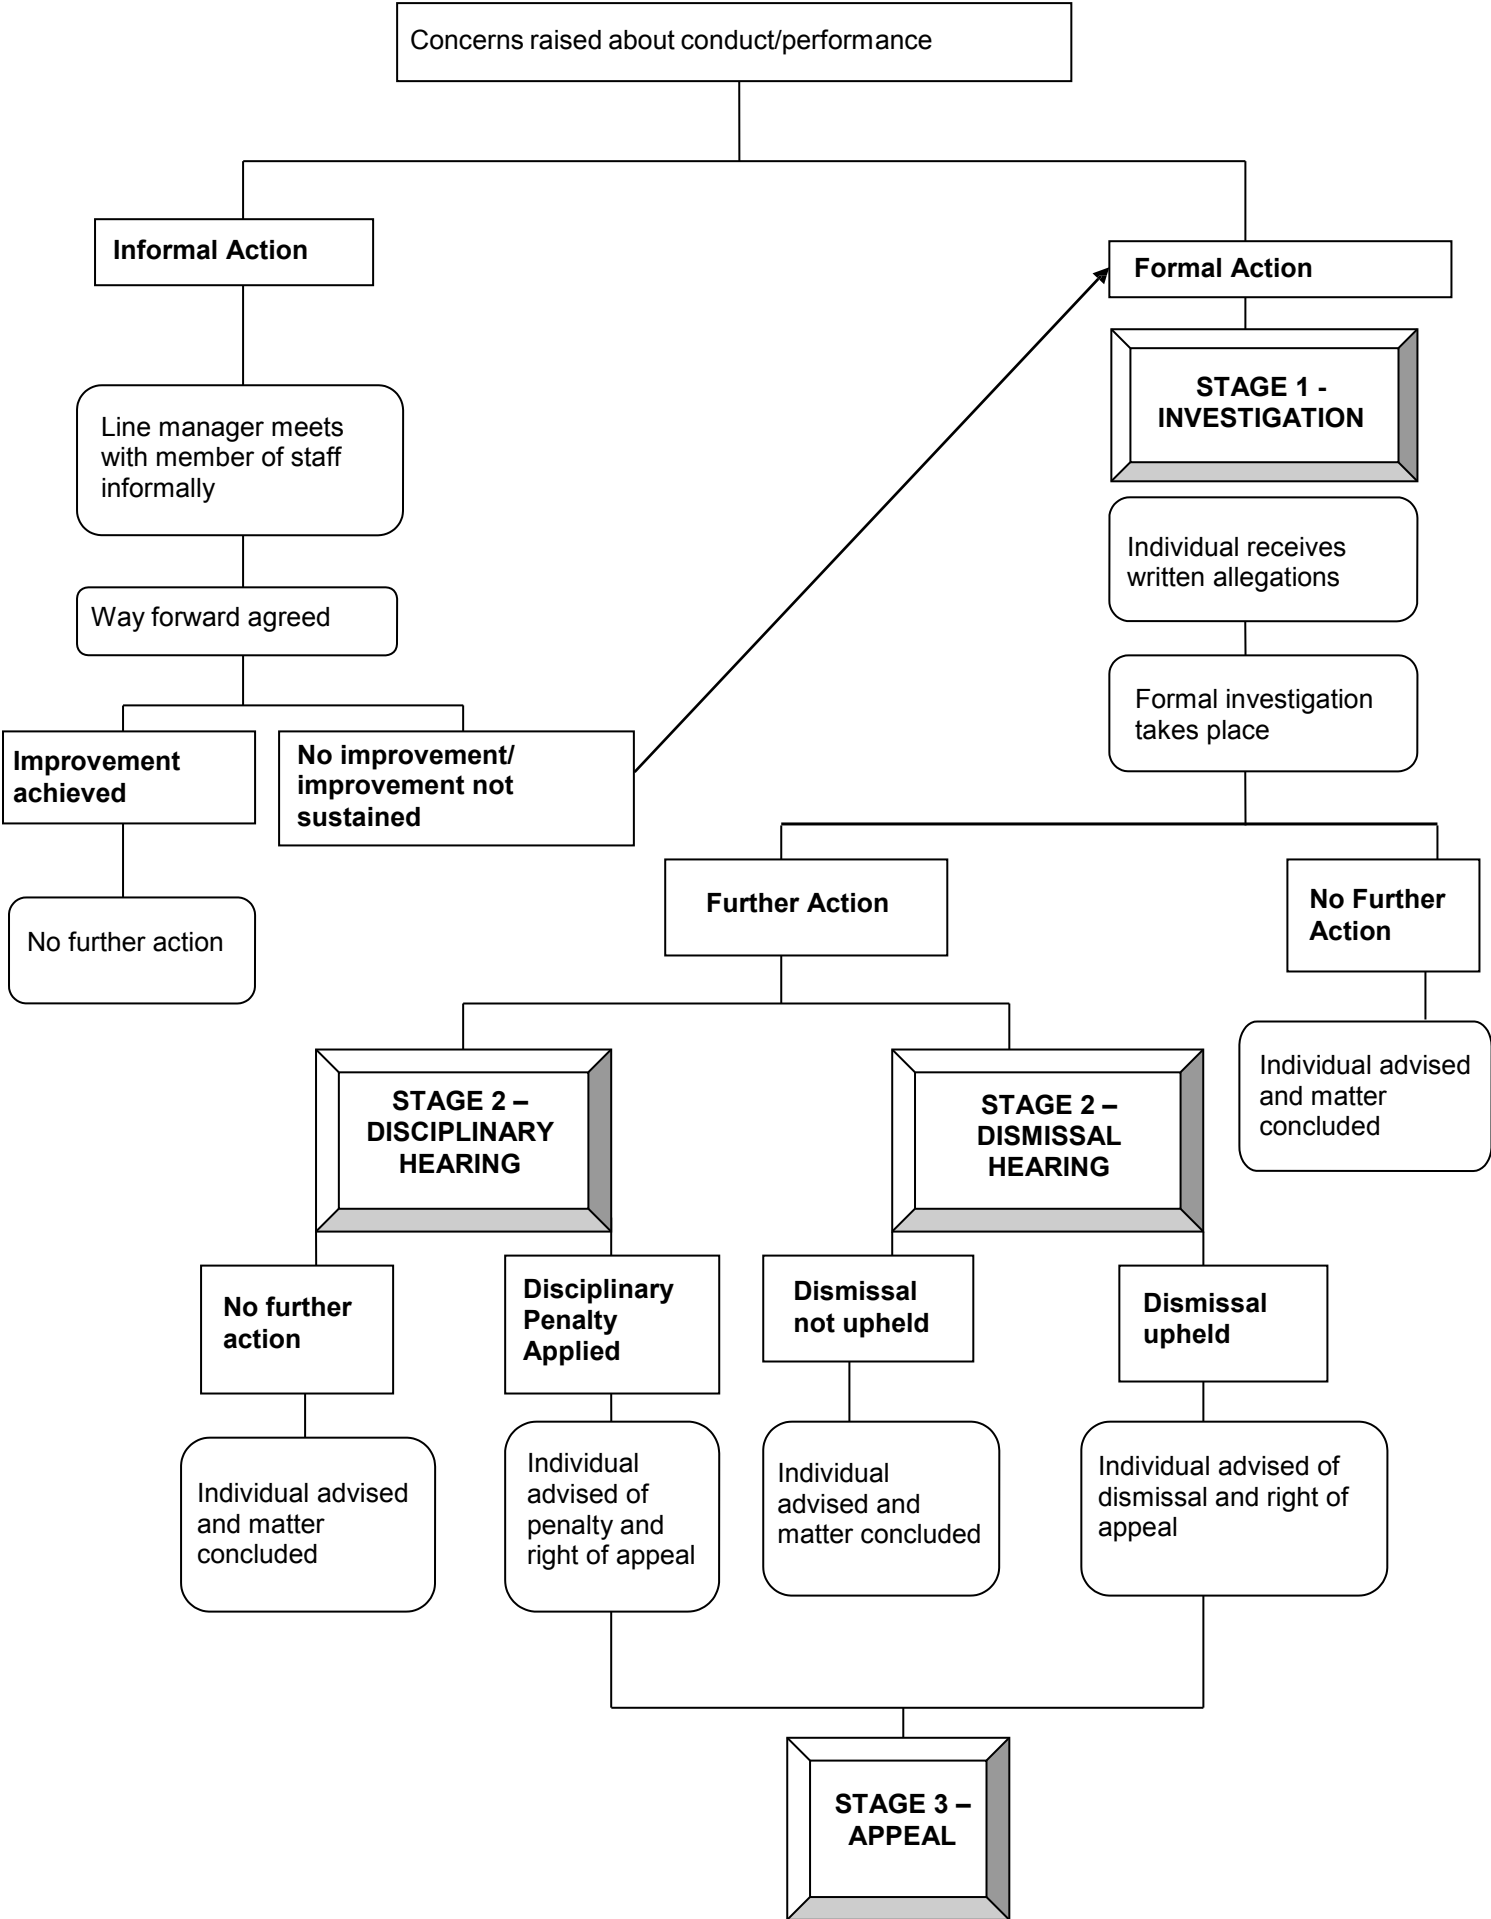 Concerns raised about conduct/performance
Informal Action
Formal Action
STAGE 1 -
INVESTIGATION
Line manager meets
with member of staff
informally
Individual receives
written allegations
Way forward agreed
Formal investigation
takes place
Improvement
achieved
No improvement/
improvement not
sustained
No further action
Further Action
No Further
Action
Individual advised
and matter
concluded
STAGE 2 –
DISCIPLINARY
HEARING
STAGE 2 –
DISMISSAL
HEARING
No further
action
Disciplinary
Penalty
Applied
Dismissal
not upheld
Dismissal
upheld
Individual advised
and matter
concluded
Individual
advised of
penalty and
right of appeal
Individual
advised and
matter concluded
Individual advised of
dismissal and right of
appeal
STAGE 3 –
APPEAL